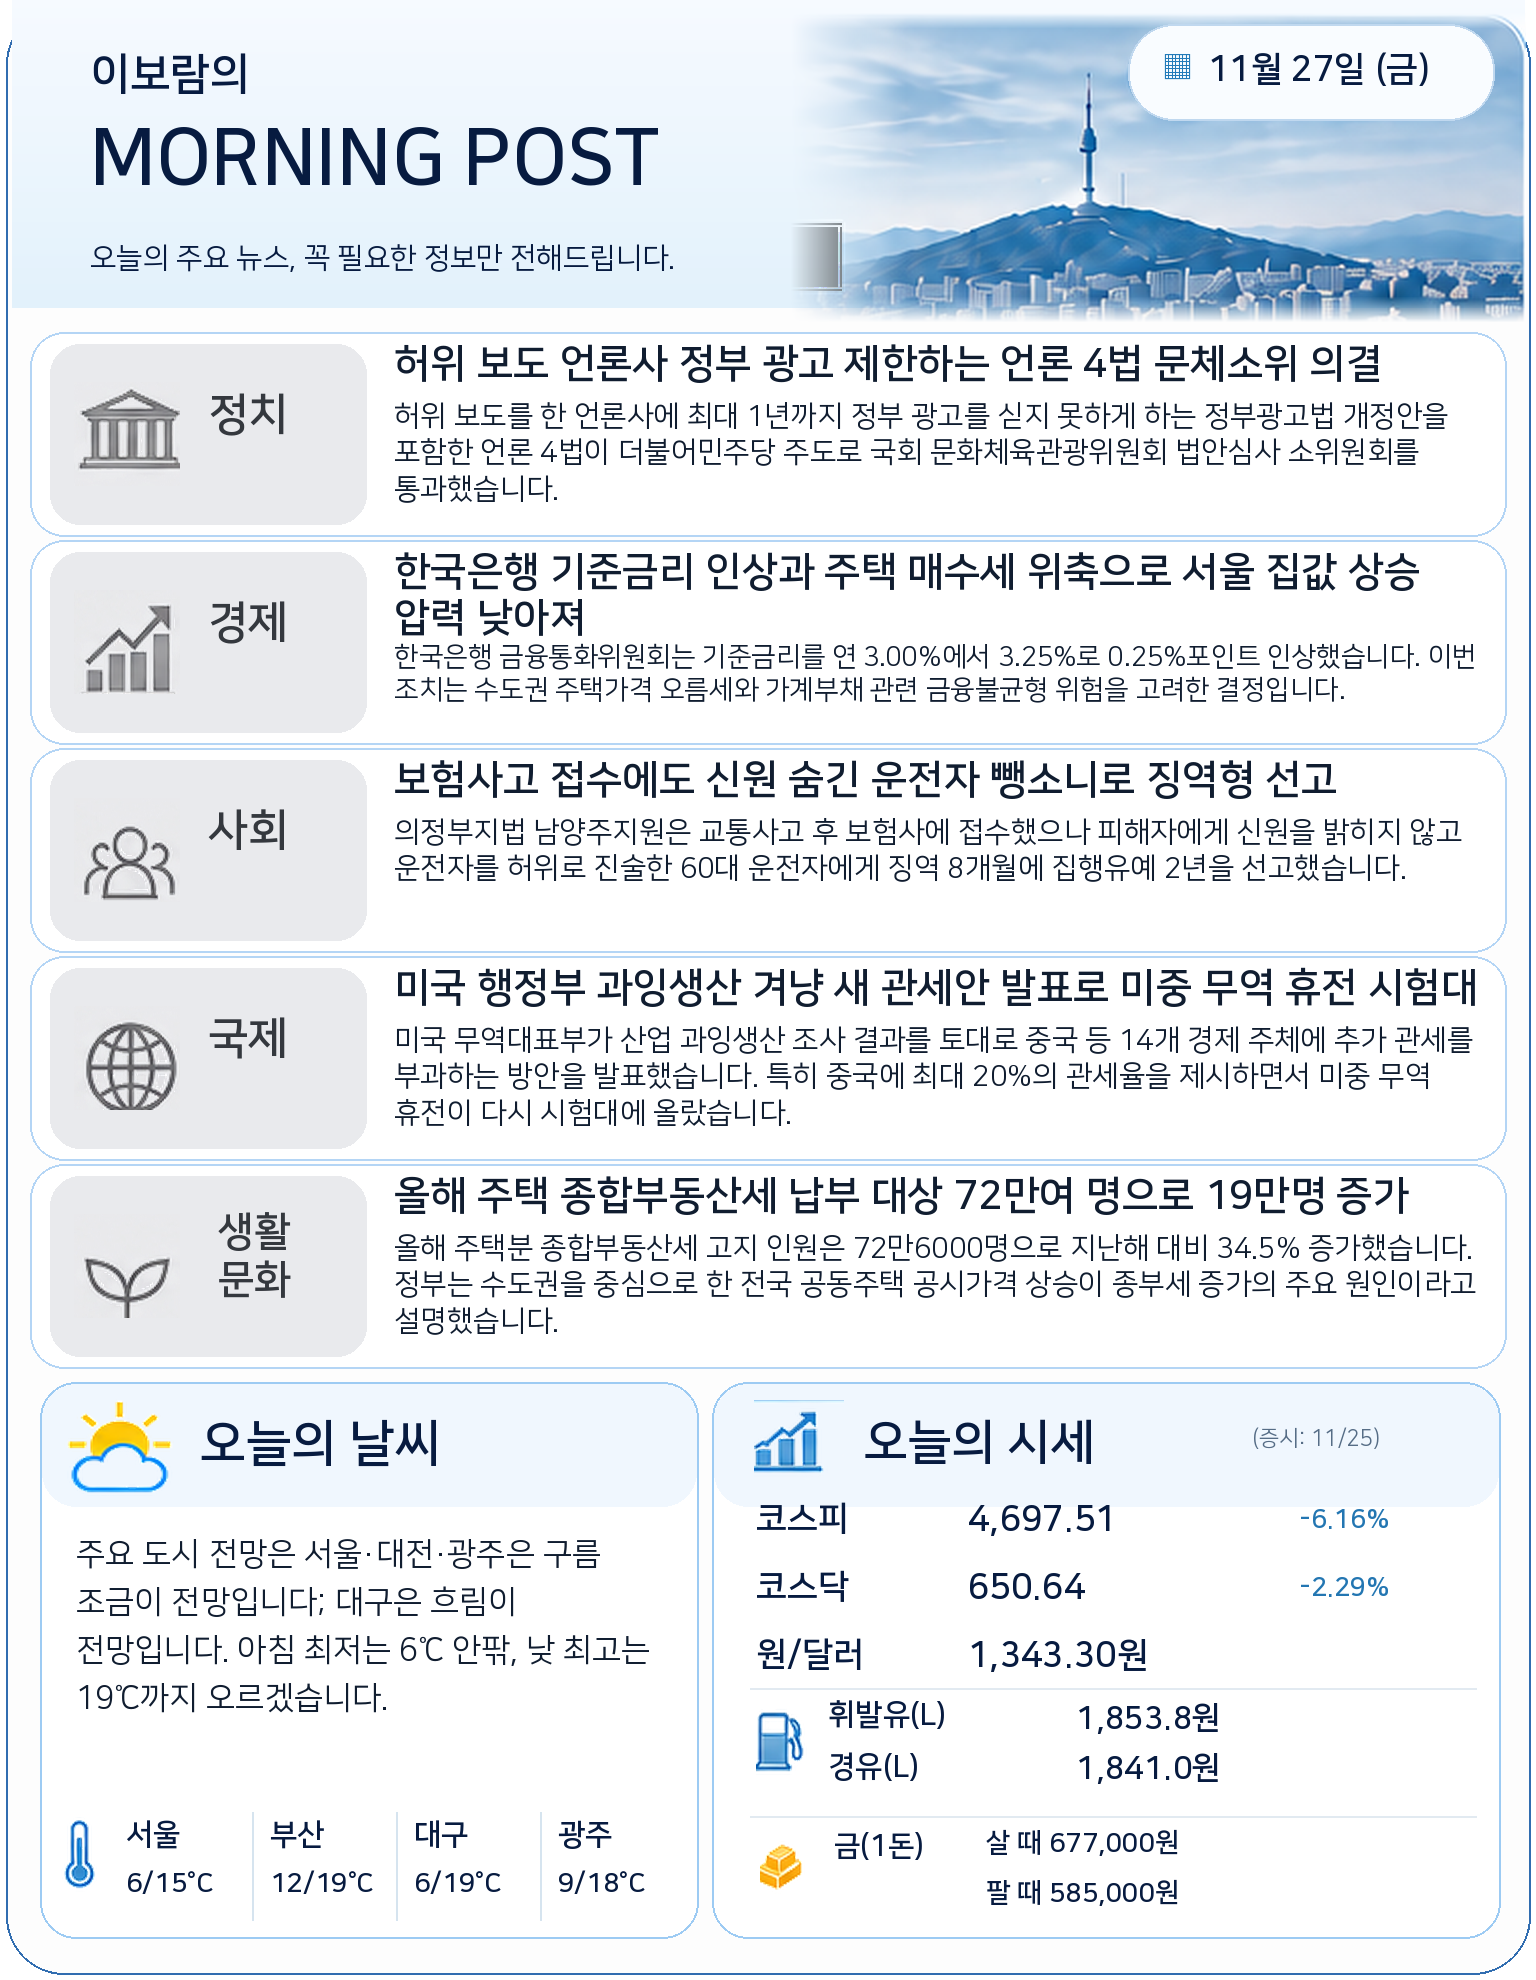 이보람의
MORNING POST
오늘의 주요 뉴스, 꼭 필요한 정보만 전해드립니다.
11월 27일 (금)
정치
허위 보도 언론사 정부 광고 제한하는 언론 4법 문체소위 의결
허위 보도를 한 언론사에 최대 1년까지 정부 광고를 싣지 못하게 하는 정부광고법 개정안을
포함한 언론 4법이 더불어민주당 주도로 국회 문화체육관광위원회 법안심사 소위원회를
통과했습니다.
경제
한국은행 기준금리 인상과 주택 매수세 위축으로 서울 집값 상승
압력 낮아져
한국은행 금융통화위원회는 기준금리를 연 3.00%에서 3.25%로 0.25%포인트 인상했습니다. 이번
조치는 수도권 주택가격 오름세와 가계부채 관련 금융불균형 위험을 고려한 결정입니다.
사회
보험사고 접수에도 신원 숨긴 운전자 뺑소니로 징역형 선고
의정부지법 남양주지원은 교통사고 후 보험사에 접수했으나 피해자에게 신원을 밝히지 않고
운전자를 허위로 진술한 60대 운전자에게 징역 8개월에 집행유예 2년을 선고했습니다.
국제
미국 행정부 과잉생산 겨냥 새 관세안 발표로 미중 무역 휴전 시험대
미국 무역대표부가 산업 과잉생산 조사 결과를 토대로 중국 등 14개 경제 주체에 추가 관세를
부과하는 방안을 발표했습니다. 특히 중국에 최대 20%의 관세율을 제시하면서 미중 무역
휴전이 다시 시험대에 올랐습니다.
생활
문화
올해 주택 종합부동산세 납부 대상 72만여 명으로 19만명 증가
올해 주택분 종합부동산세 고지 인원은 72만6000명으로 지난해 대비 34.5% 증가했습니다.
정부는 수도권을 중심으로 한 전국 공동주택 공시가격 상승이 종부세 증가의 주요 원인이라고
설명했습니다.
오늘의 날씨
주요 도시 전망은 서울·대전·광주은 구름
조금이 전망입니다; 대구은 흐림이
전망입니다. 아침 최저는 6℃ 안팎, 낮 최고는
19℃까지 오르겠습니다.
서울 부산 대구 광주
6/15°C 12/19°C 6/19°C 9/18°C
오늘의 시세 (증시: 11/25)
코스피 4,697.51 -6.16%
코스닥 650.64 -2.29%
원/달러 1,343.30원
휘발유(L) 1,853.8원
경유(L) 1,841.0원
금(1돈) 살 때 677,000원
팔 때 585,000원